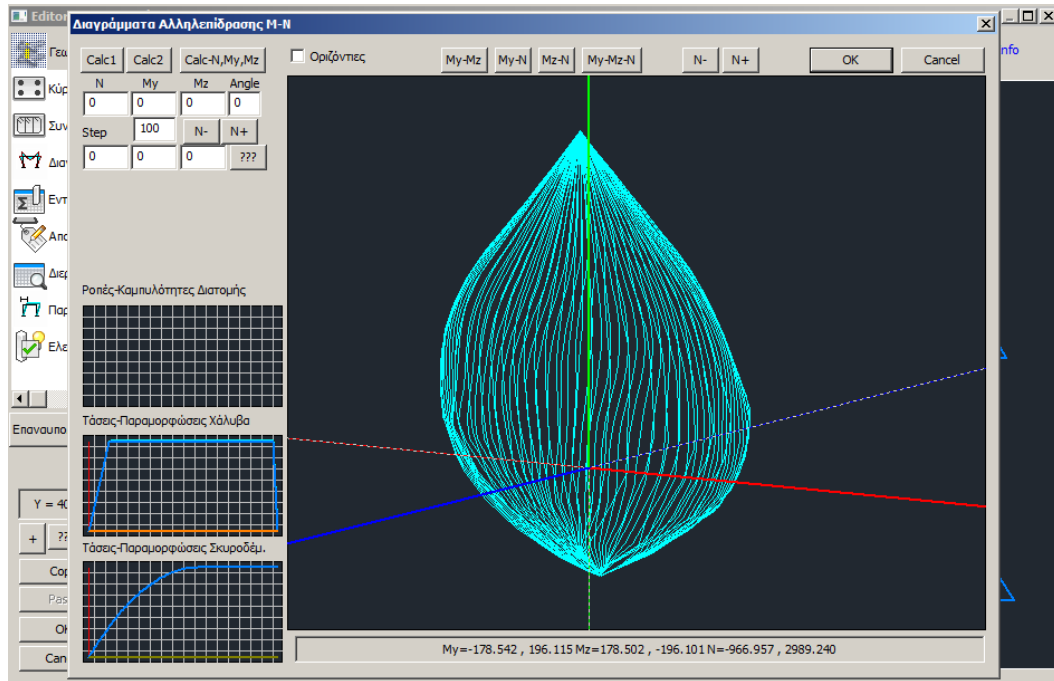 Editor
Διαγράμματα Αλληλεπίδρασης M-N
Calc1 Calc2 Calc-N,My,Mz
Οριζόντιες
My-Mz My-N Mz-N My-Mz-N N- N+ OK Cancel
nfo
N My Mz Angle
0 0 0 0
Step 100 N- N+
0 0 0 ???
Γεω
Κύρ
Συν
Διαγ
Εντ
Απο
Διερ
Παρ
Ελε
Ροπές-Καμπυλότητες Διατομής
Τάσεις-Παραμορφώσεις Χάλυβα
Επαναυπο
Y = 40
+ ??
Τάσεις-Παραμορφώσεις Σκυροδέμ.
Cop
Pas
OK
Can
My=-178.542 , 196.115 Mz=178.502 , -196.101 N=-966.957 , 2989.240